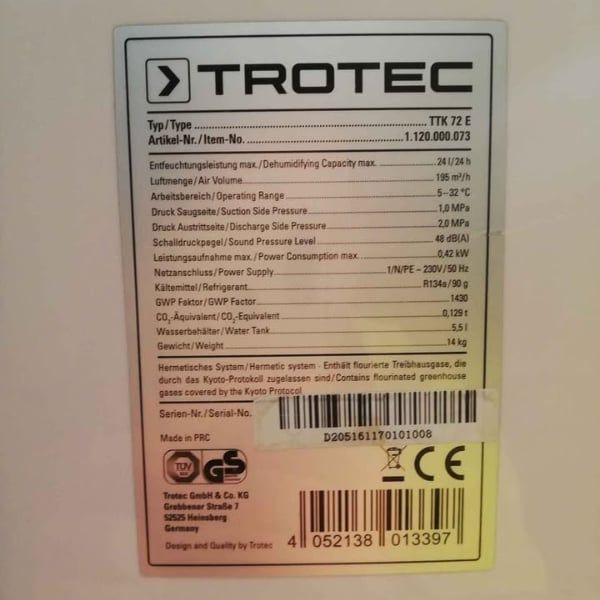 TROTEC
Typ/Type ........ TTK 72 E
Artikel-Nr./Item-No. ........ 1.120.000.073
Entfeuchtungsleistung max./Dehumidifying Capacity max. 24 l/24 h
Luftmenge/Air Volume 195 m³/h
Arbeitsbereich/Operating Range 5–32 °C
Druck Saugseite/Suction Side Pressure 1,0 MPa
Druck Austrittseite/Discharge Side Pressure 2,0 MPa
Schalldruckpegel/Sound Pressure Level 48 dB(A)
Leistungsaufnahme max./Power Consumption max. 0,42 kW
Netzanschluss/Power Supply 1/N/PE ~ 230V/50 Hz
Kältemittel/Refrigerant R134a/90 g
GWP Faktor/GWP Factor 1430
CO₂-Äquivalent/CO₂-Equivalent 0,129 t
Wasserbehälter/Water Tank 5,5 l
Gewicht/Weight 14 kg
Hermetisches System/Hermetic system - Enthält flourierte Treibhausgase, die
durch das Kyoto-Protokoll zugelassen sind/Contains flourinated greenhouse
gases covered by the Kyoto Protocol
Serien-Nr./Serial-No.
D205161170101008
Made in PRC
TÜV
GS
CE
Trotec GmbH & Co. KG
Grebbener Straße 7
52525 Heinsberg
Germany
Design and Quality by Trotec
4 052138 013397